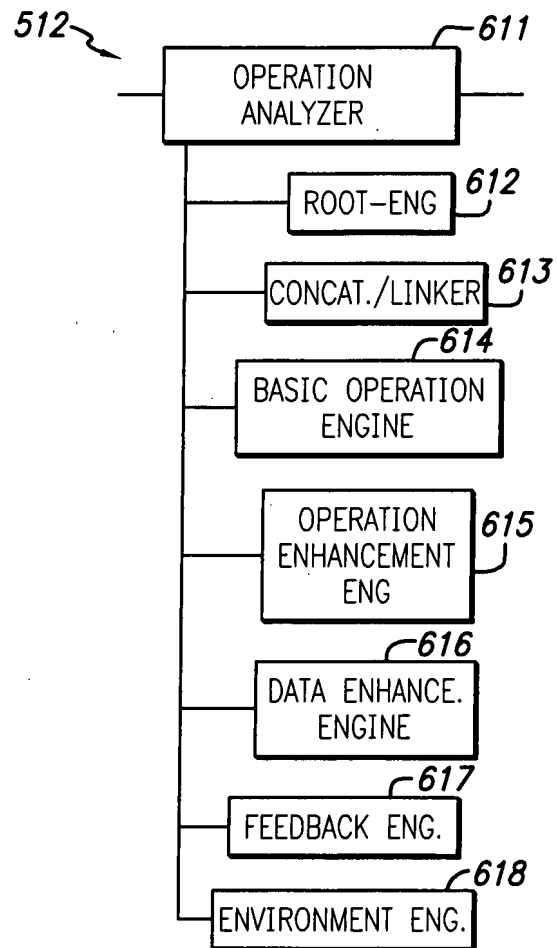 512
611
OPERATION
ANALYZER
612
ROOT-ENG
613
CONCAT./LINKER
614
BASIC OPERATION
ENGINE
615
OPERATION
ENHANCEMENT
ENG
616
DATA ENHANCE.
ENGINE
617
FEEDBACK ENG.
618
ENVIRONMENT ENG.